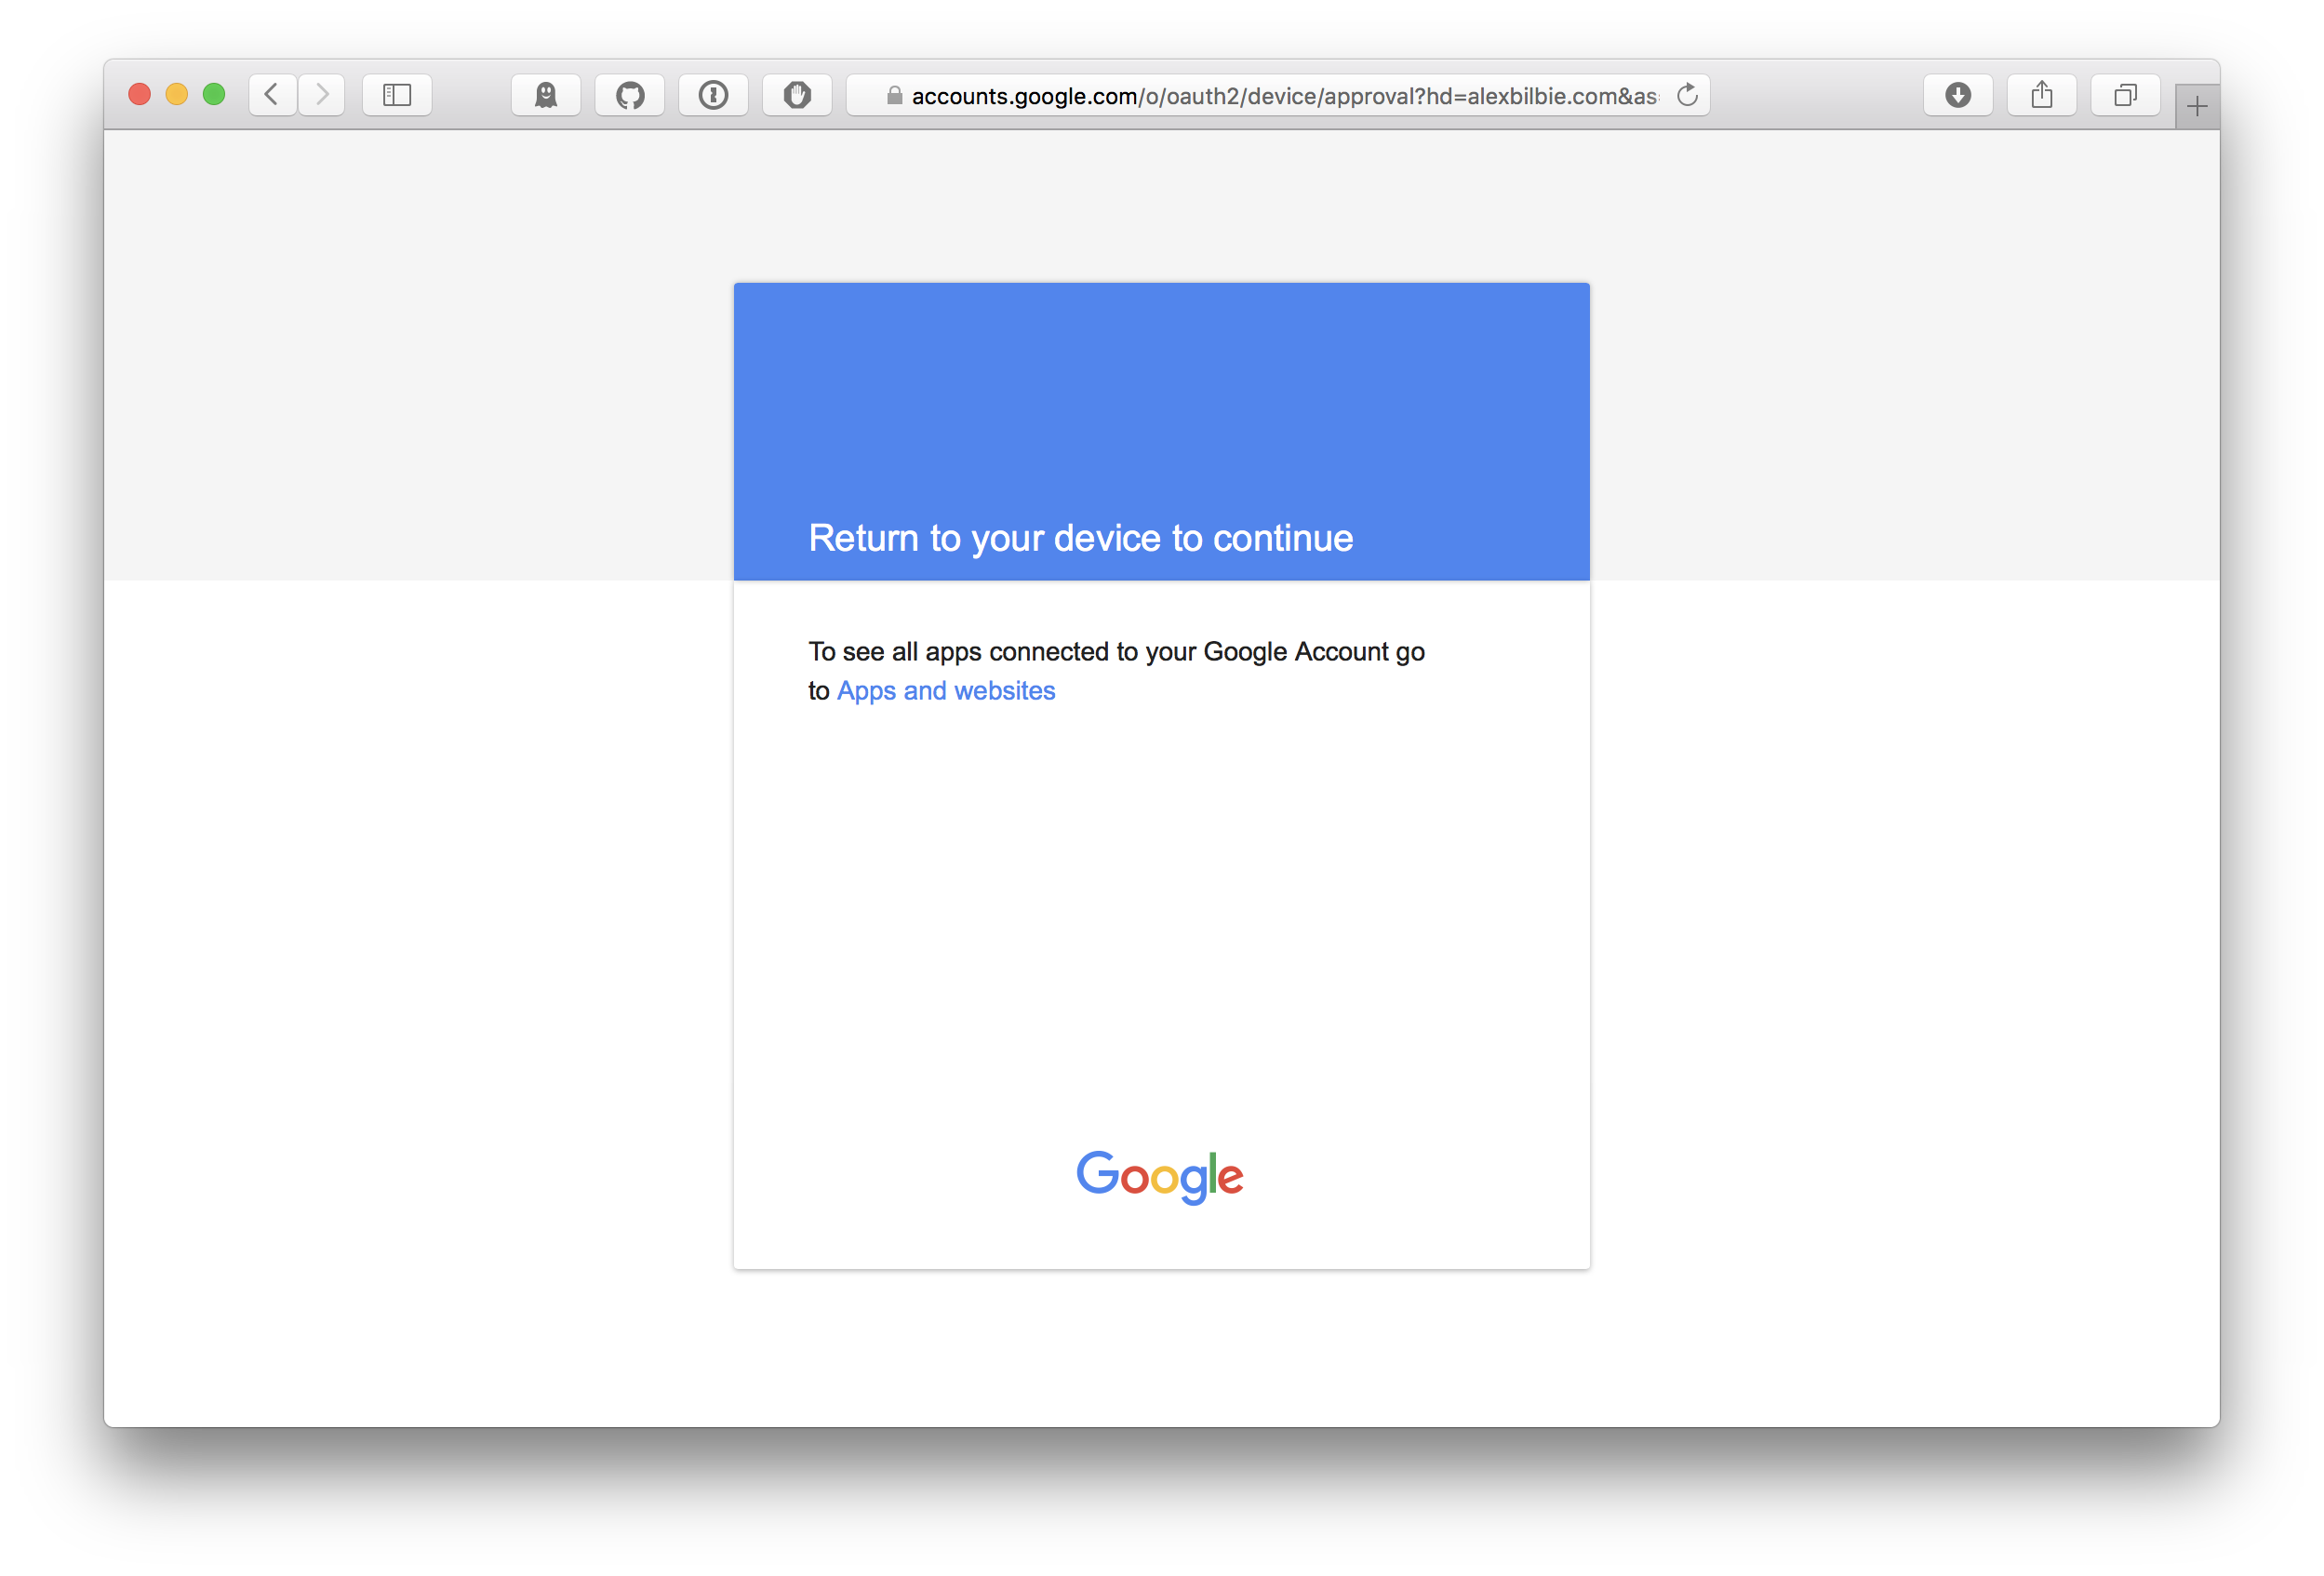 accounts.google.com/o/oauth2/device/approval?hd=alexbilbie.com&as
Return to your device to continue
To see all apps connected to your Google Account go
to Apps and websites
Google